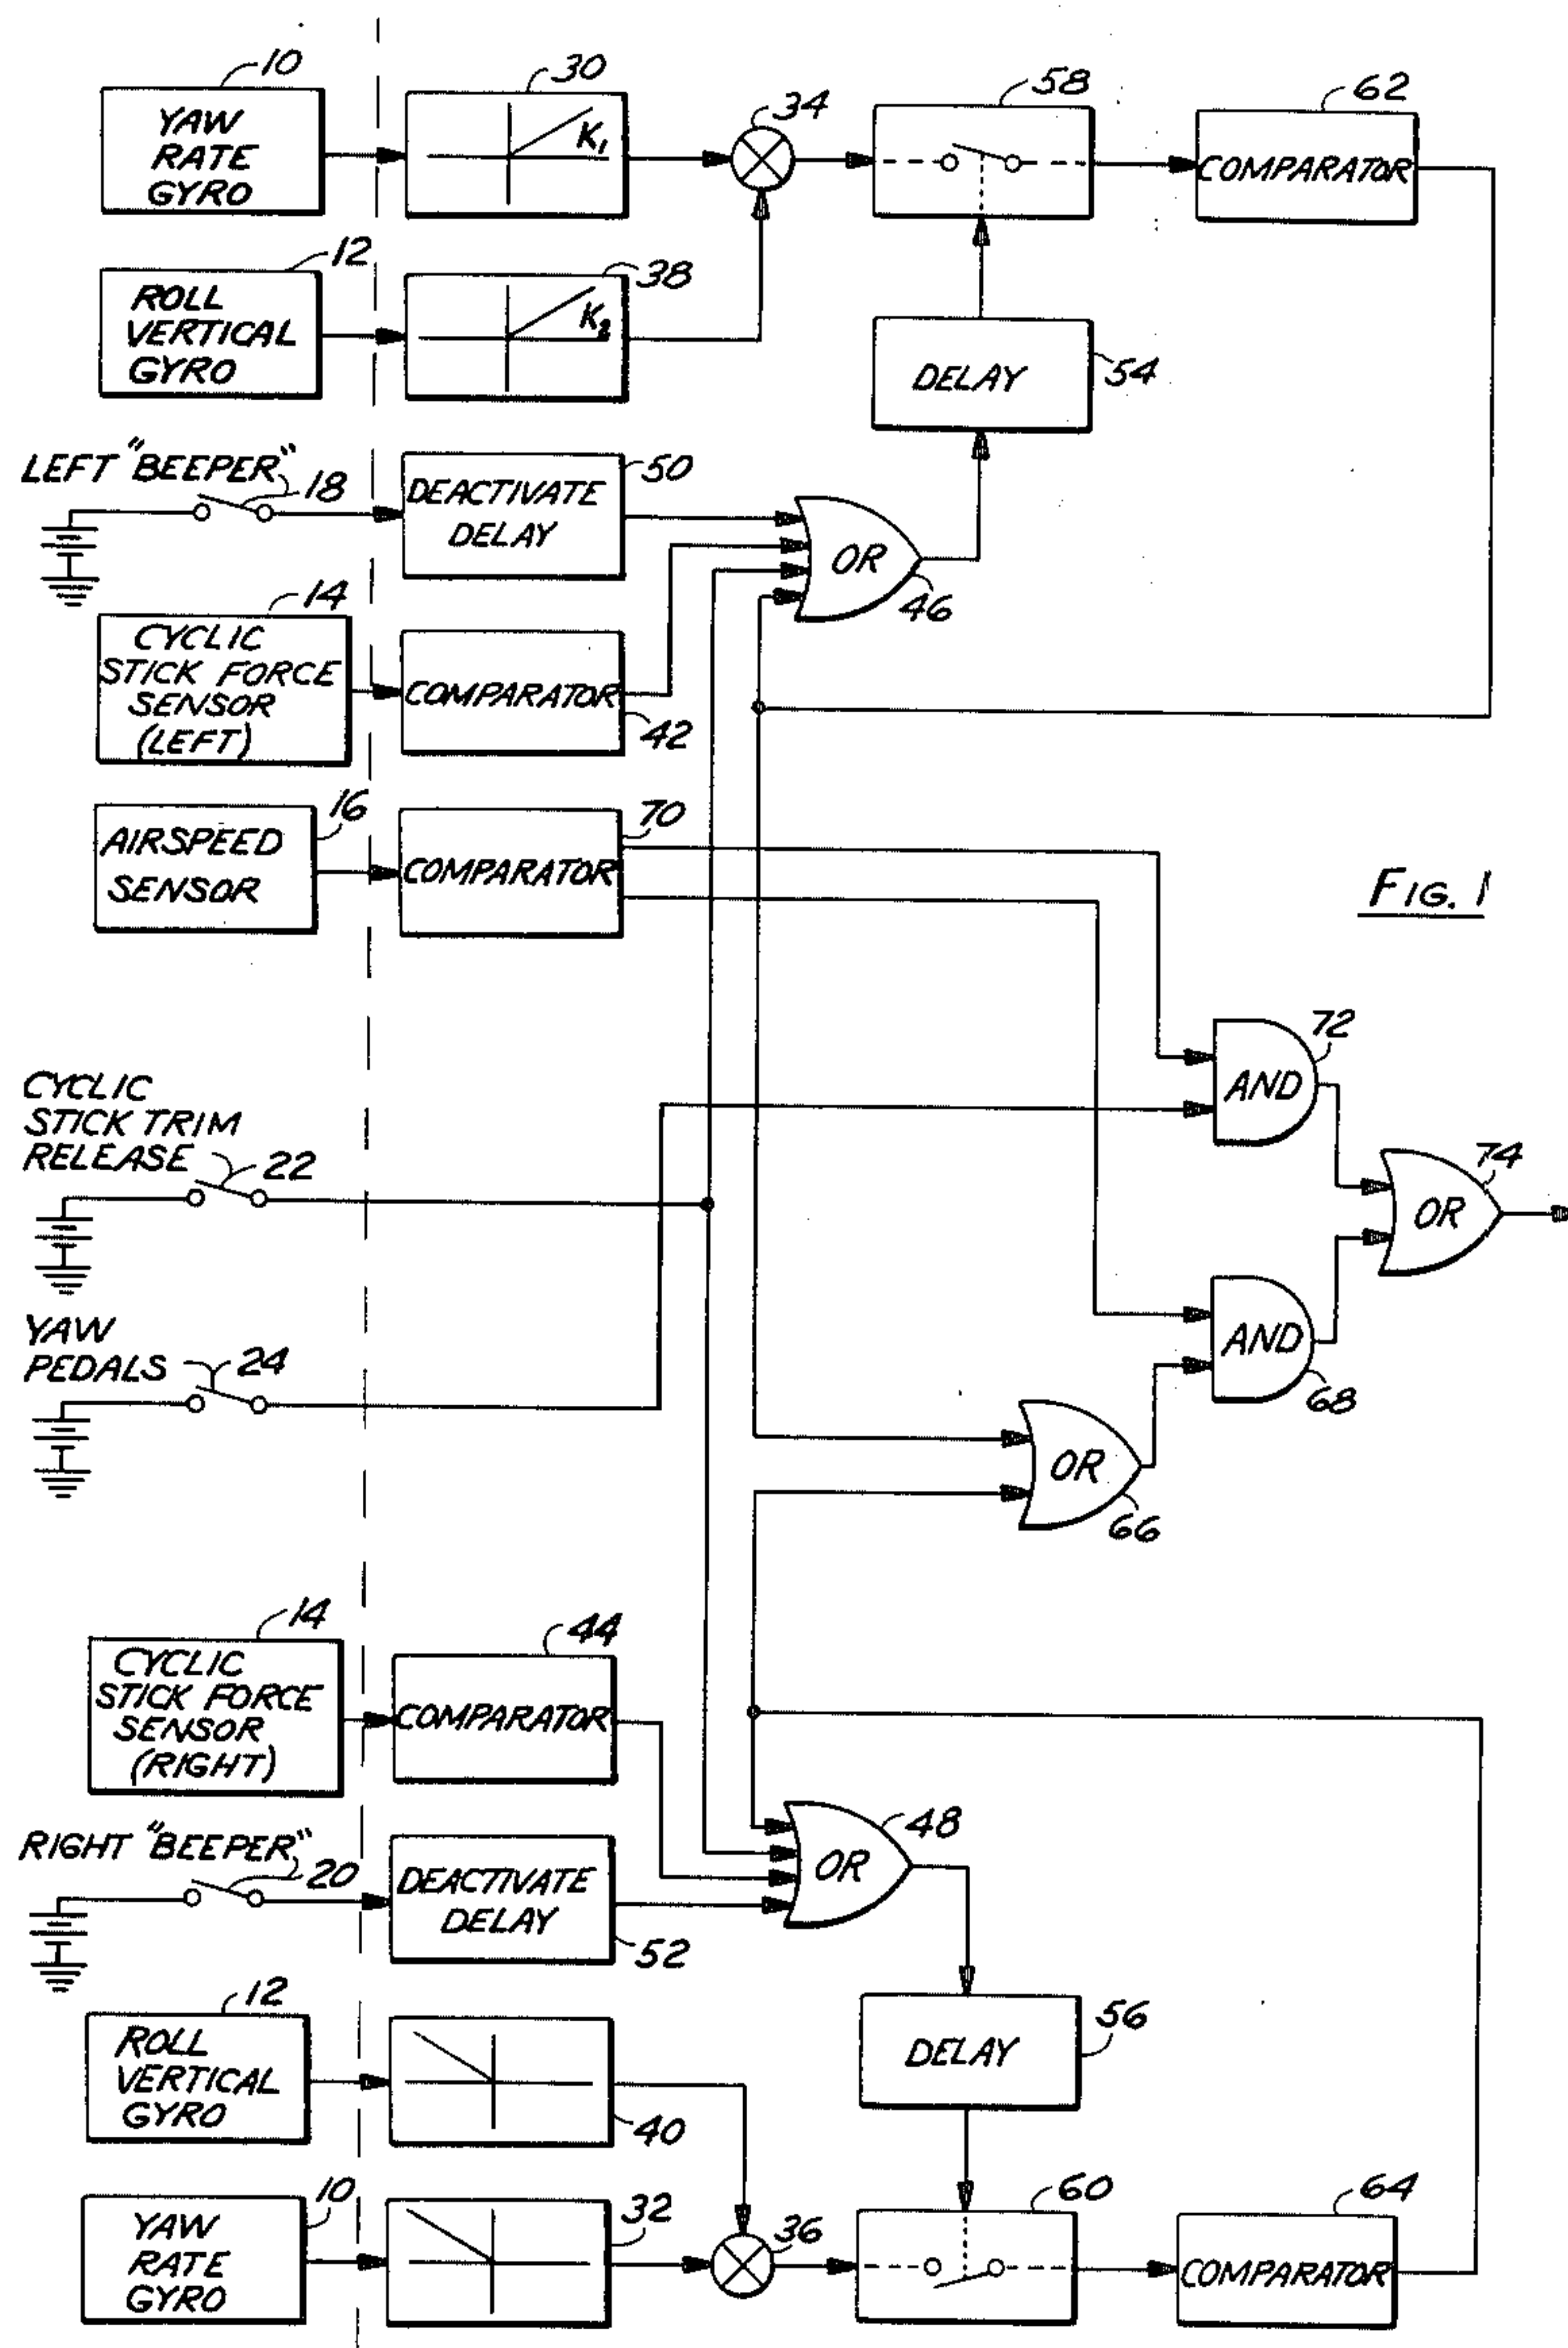 10
YAW
RATE
GYRO
30
K1
34
58
62
COMPARATOR
12
ROLL
VERTICAL
GYRO
38
K2
DELAY
54
LEFT "BEEPER"
18
DEACTIVATE
DELAY
50
OR
46
14
CYCLIC
STICK FORCE
SENSOR
(LEFT)
COMPARATOR
42
16
AIRSPEED
SENSOR
70
COMPARATOR
FIG. 1
72
AND
CYCLIC
STICK TRIM
RELEASE
22
74
OR
YAW
PEDALS
24
AND
68
OR
66
14
CYCLIC
STICK FORCE
SENSOR
(RIGHT)
44
COMPARATOR
RIGHT "BEEPER"
20
DEACTIVATE
DELAY
52
OR
48
12
ROLL
VERTICAL
GYRO
40
DELAY
56
10
YAW
RATE
GYRO
32
36
60
64
COMPARATOR